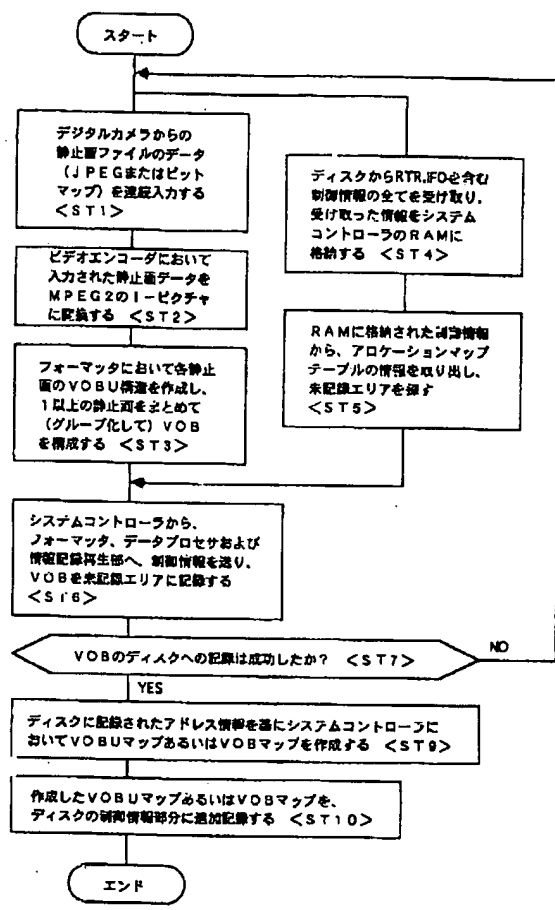 スタート
デジタルカメラからの
静止画ファイルのデータ
(JPEGまたはビット
マップ)を連続入力する
<ST1>
ディスクからRTR.IFOを含む
制御情報の全てを受け取り、
受け取った情報をシステム
コントローラのRAMに
格納する <ST4>
ビデオエンコーダにおいて
入力された静止画データを
MPEG2のI-ピクチャ
に変換する <ST2>
RAMに格納された制御情報
から、アロケーションマップ
テーブルの情報を取り出し、
未記録エリアを探す
<ST5>
フォーマッタにおいて各静止
画のVOBU構造を作成し、
1以上の静止画をまとめて
(グループ化して)VOB
を構成する <ST3>
システムコントローラから、
フォーマッタ、データプロセサおよび
情報記録再生部へ、制御情報を送り、
VOBを未記録エリアに記録する
<ST6>
VOBのディスクへの記録は成功したか? <ST7>
NO
YES
ディスクに記録されたアドレス情報を基にシステムコントローラに
おいてVOBUマップあるいはVOBマップを作成する <ST9>
作成したVOBUマップあるいはVOBマップを、
ディスクの制御情報部分に追加記録する <ST10>
エンド